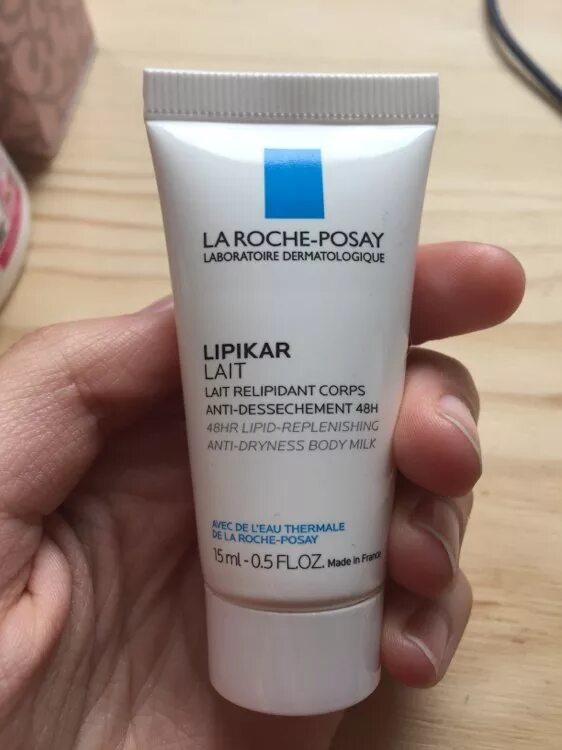 LA ROCHE-POSAY
LABORATOIRE DERMATOLOGIQUE
LIPIKAR
LAIT
LAIT RELIPIDANT CORPS
ANTI-DESSECHEMENT 48H
48HR LIPID-REPLENISHING
ANTI-DRYNESS BODY MILK
AVEC DE L'EAU THERMALE
DE LA ROCHE-POSAY
15 ml - 0.5 FL.OZ. Made in France